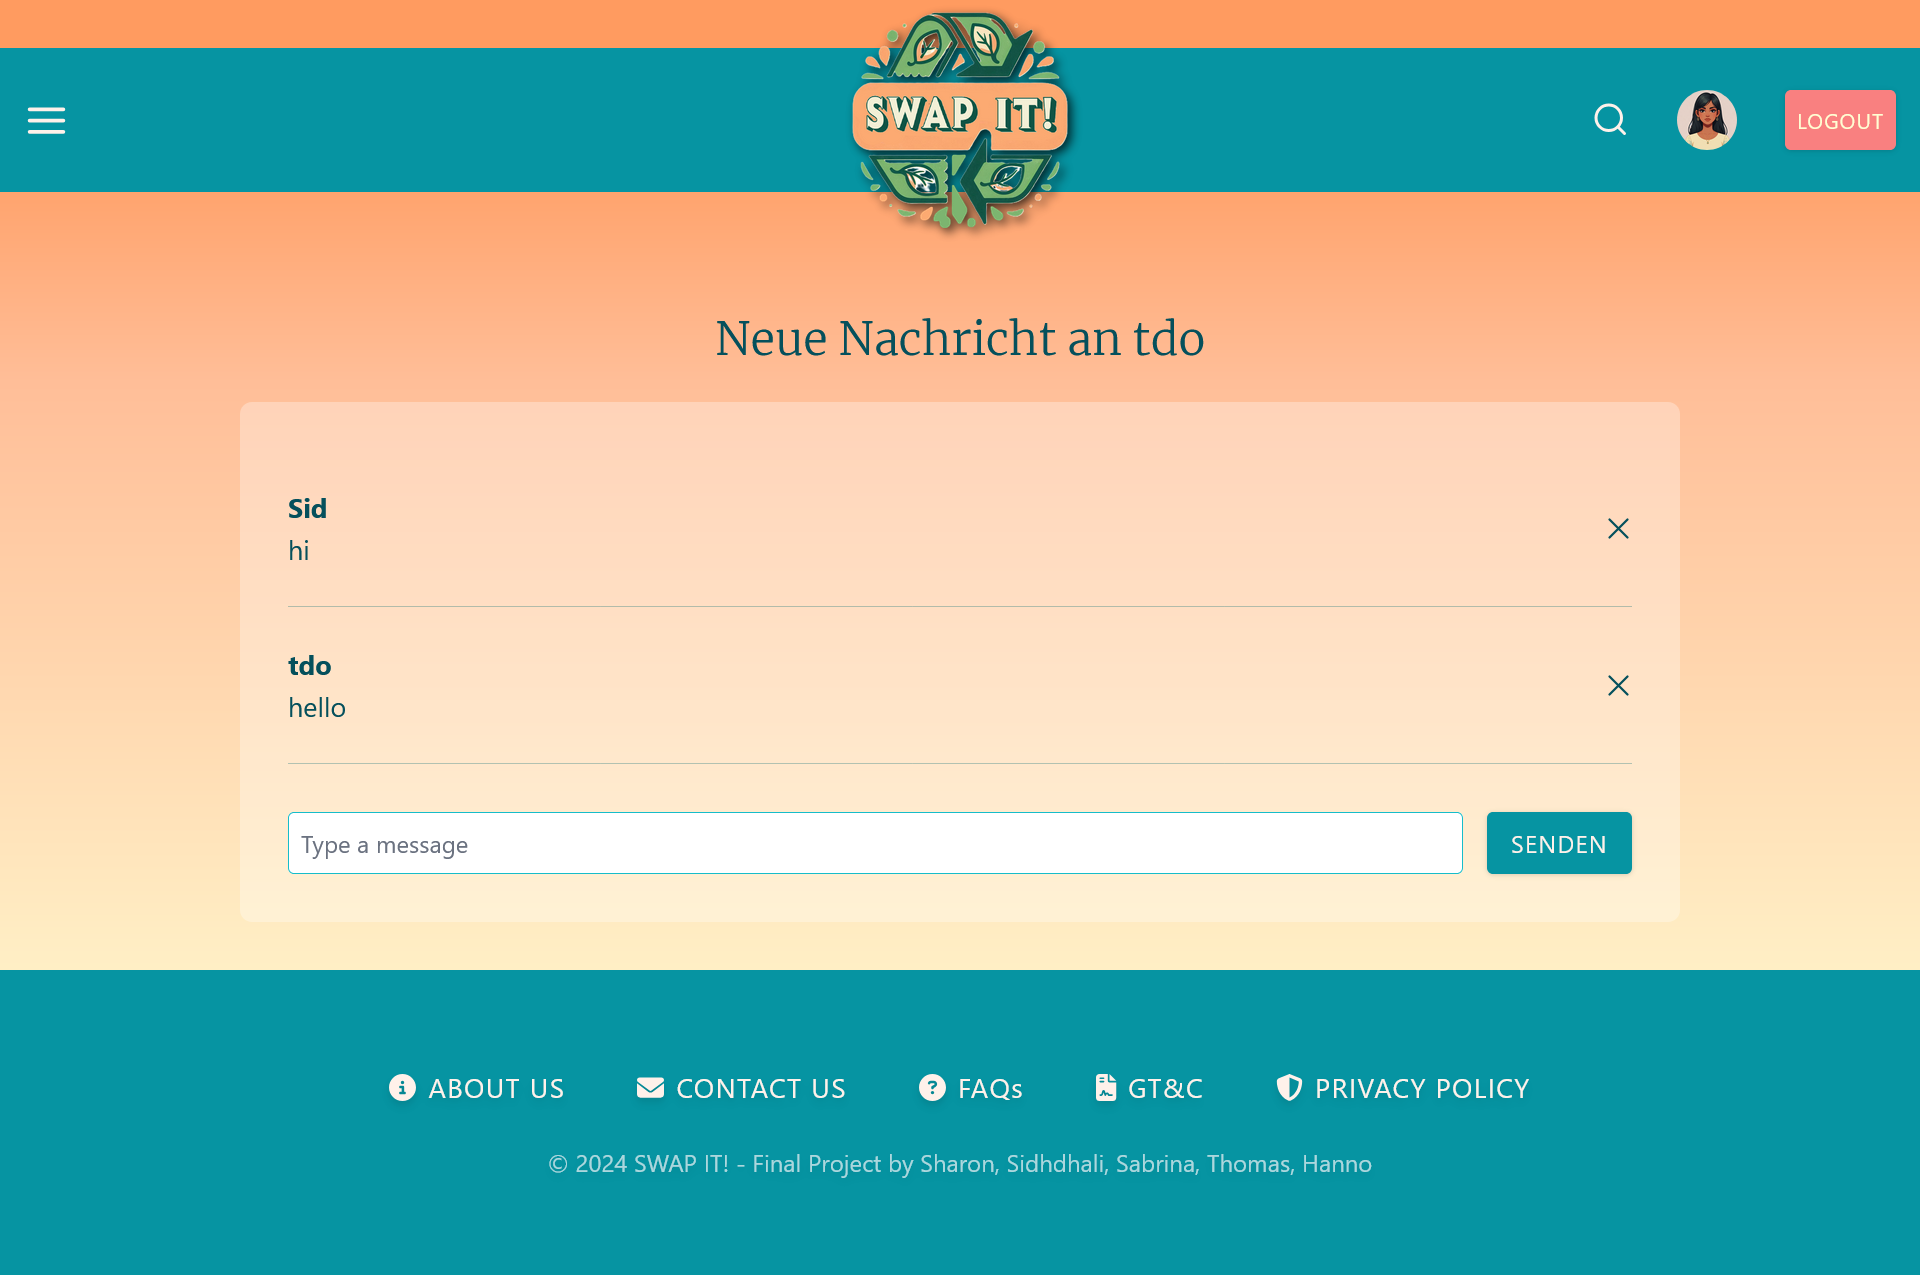 SWAP IT!
LOGOUT
Neue Nachricht an tdo
Sid
hi
tdo
hello
Type a message
SENDEN
ABOUT US
CONTACT US
FAQs
GT&C
PRIVACY POLICY
© 2024 SWAP IT! - Final Project by Sharon, Sidhdhali, Sabrina, Thomas, Hanno